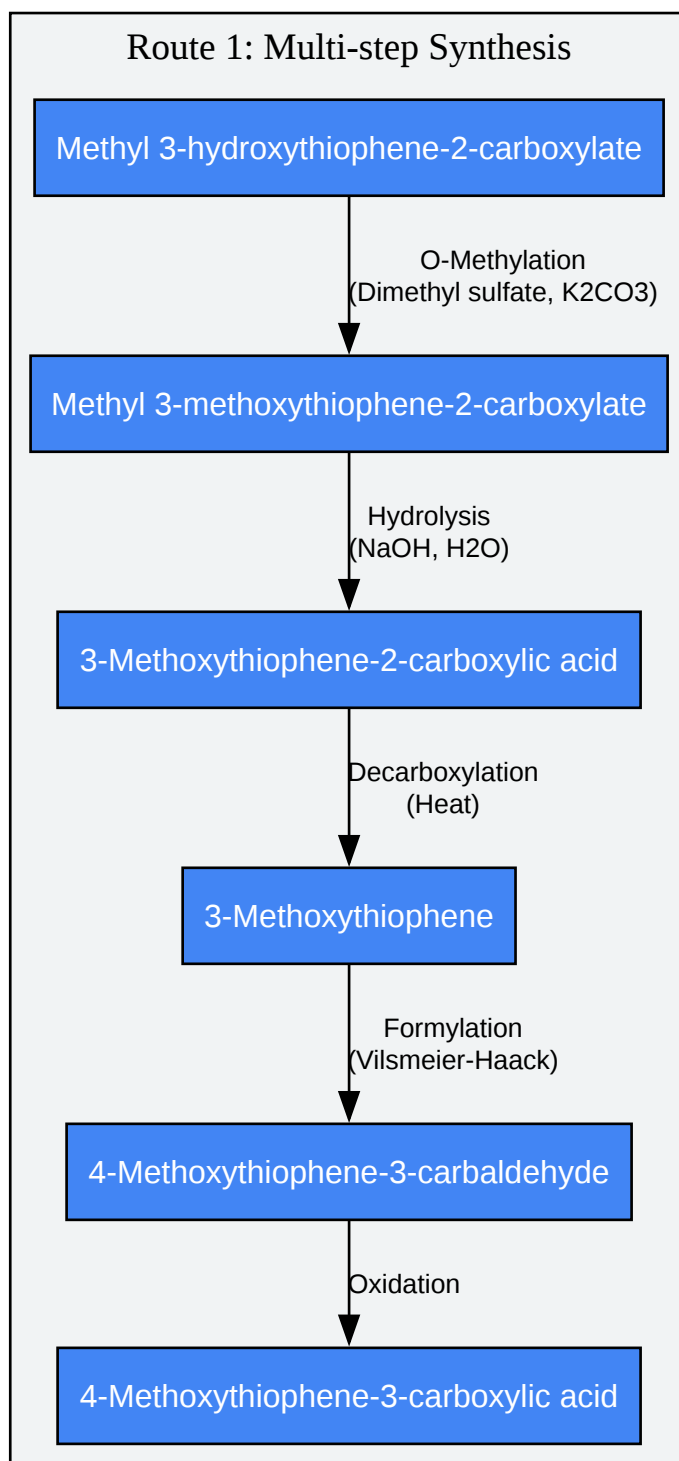 Route 1: Multi-step Synthesis
Methyl 3-hydroxythiophene-2-carboxylate
O-Methylation
(Dimethyl sulfate, K2CO3)
Methyl 3-methoxythiophene-2-carboxylate
Hydrolysis
(NaOH, H2O)
3-Methoxythiophene-2-carboxylic acid
Decarboxylation
(Heat)
3-Methoxythiophene
Formylation
(Vilsmeier-Haack)
4-Methoxythiophene-3-carbaldehyde
Oxidation
4-Methoxythiophene-3-carboxylic acid